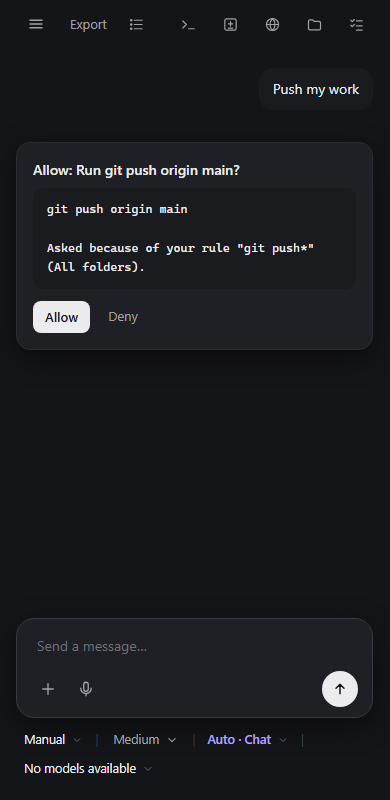 Export
Push my work
Allow: Run git push origin main?
git push origin main
Asked because of your rule "git push*"
(All folders).
Allow Deny
Send a message...
Manual Medium Auto · Chat
No models available